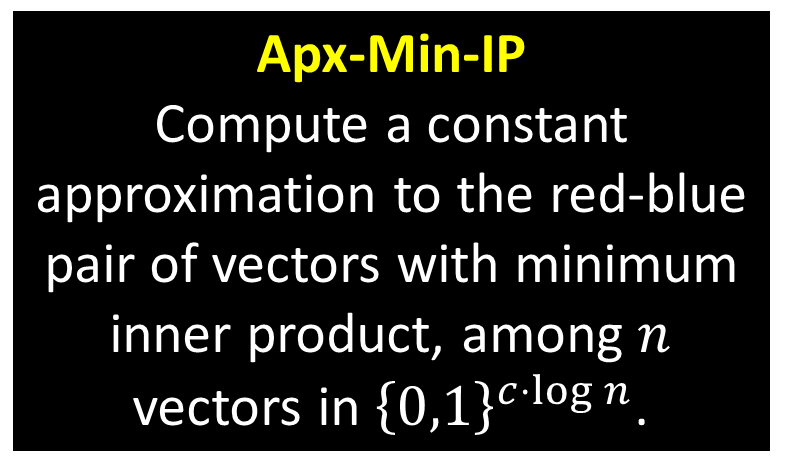 Apx-Min-IP
Compute a constant
approximation to the red-blue
pair of vectors with minimum
inner product, among n
vectors in {0,1}^{c·log n}.